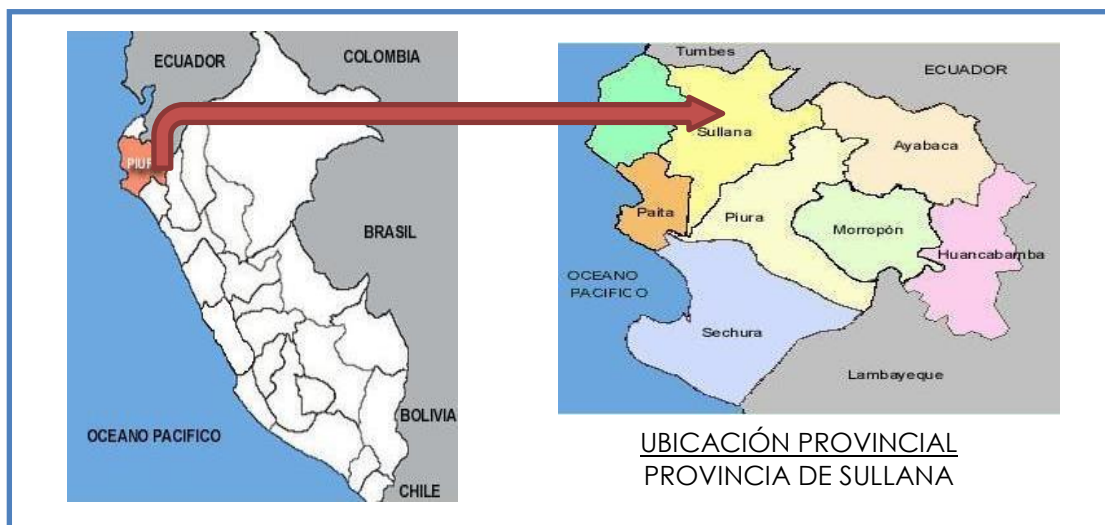 ECUADOR
COLOMBIA
BRASIL
OCEANO PACIFICO
BOLIVIA
CHILE
Tumbes
ECUADOR
Sullana
Ayabaca
Paita
Piura
Morropón
Huancabamba
OCEANO
PACIFICO
Sechura
Lambayeque
UBICACIÓN PROVINCIAL
PROVINCIA DE SULLANA